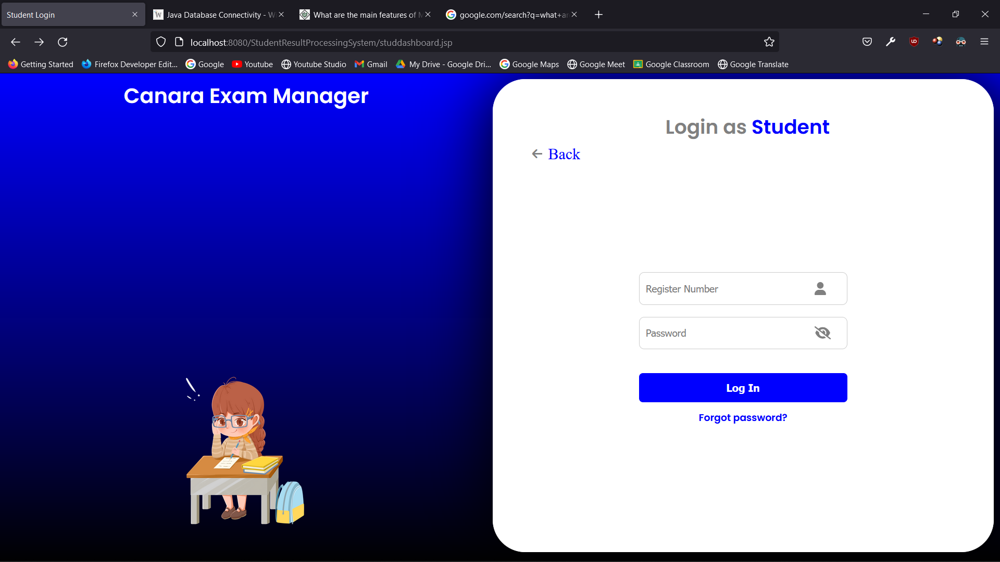 Student Login
Java Database Connectivity - W
What are the main features of M
google.com/search?q=what+ar
localhost:8080/StudentResultProcessingSystem/studdashboard.jsp
Getting Started
Firefox Developer Edit...
Google
Youtube
Youtube Studio
Gmail
My Drive - Google Dri...
Google Maps
Google Meet
Google Classroom
Google Translate
Canara Exam Manager
Login as Student
Back
Register Number
Password
Log In
Forgot password?